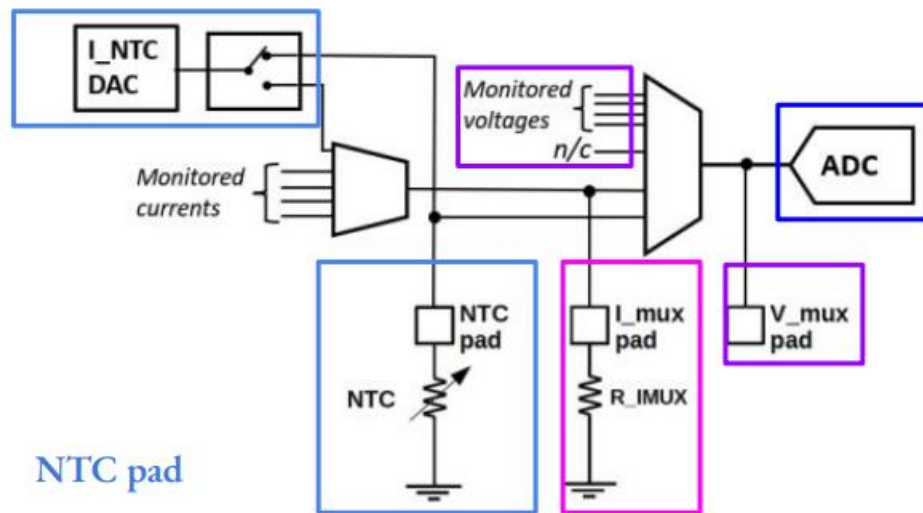 I_NTC
DAC
Monitored
voltages
n/c
ADC
Monitored
currents
NTC
pad
I_mux
pad
V_mux
pad
NTC
R_IMUX
NTC pad